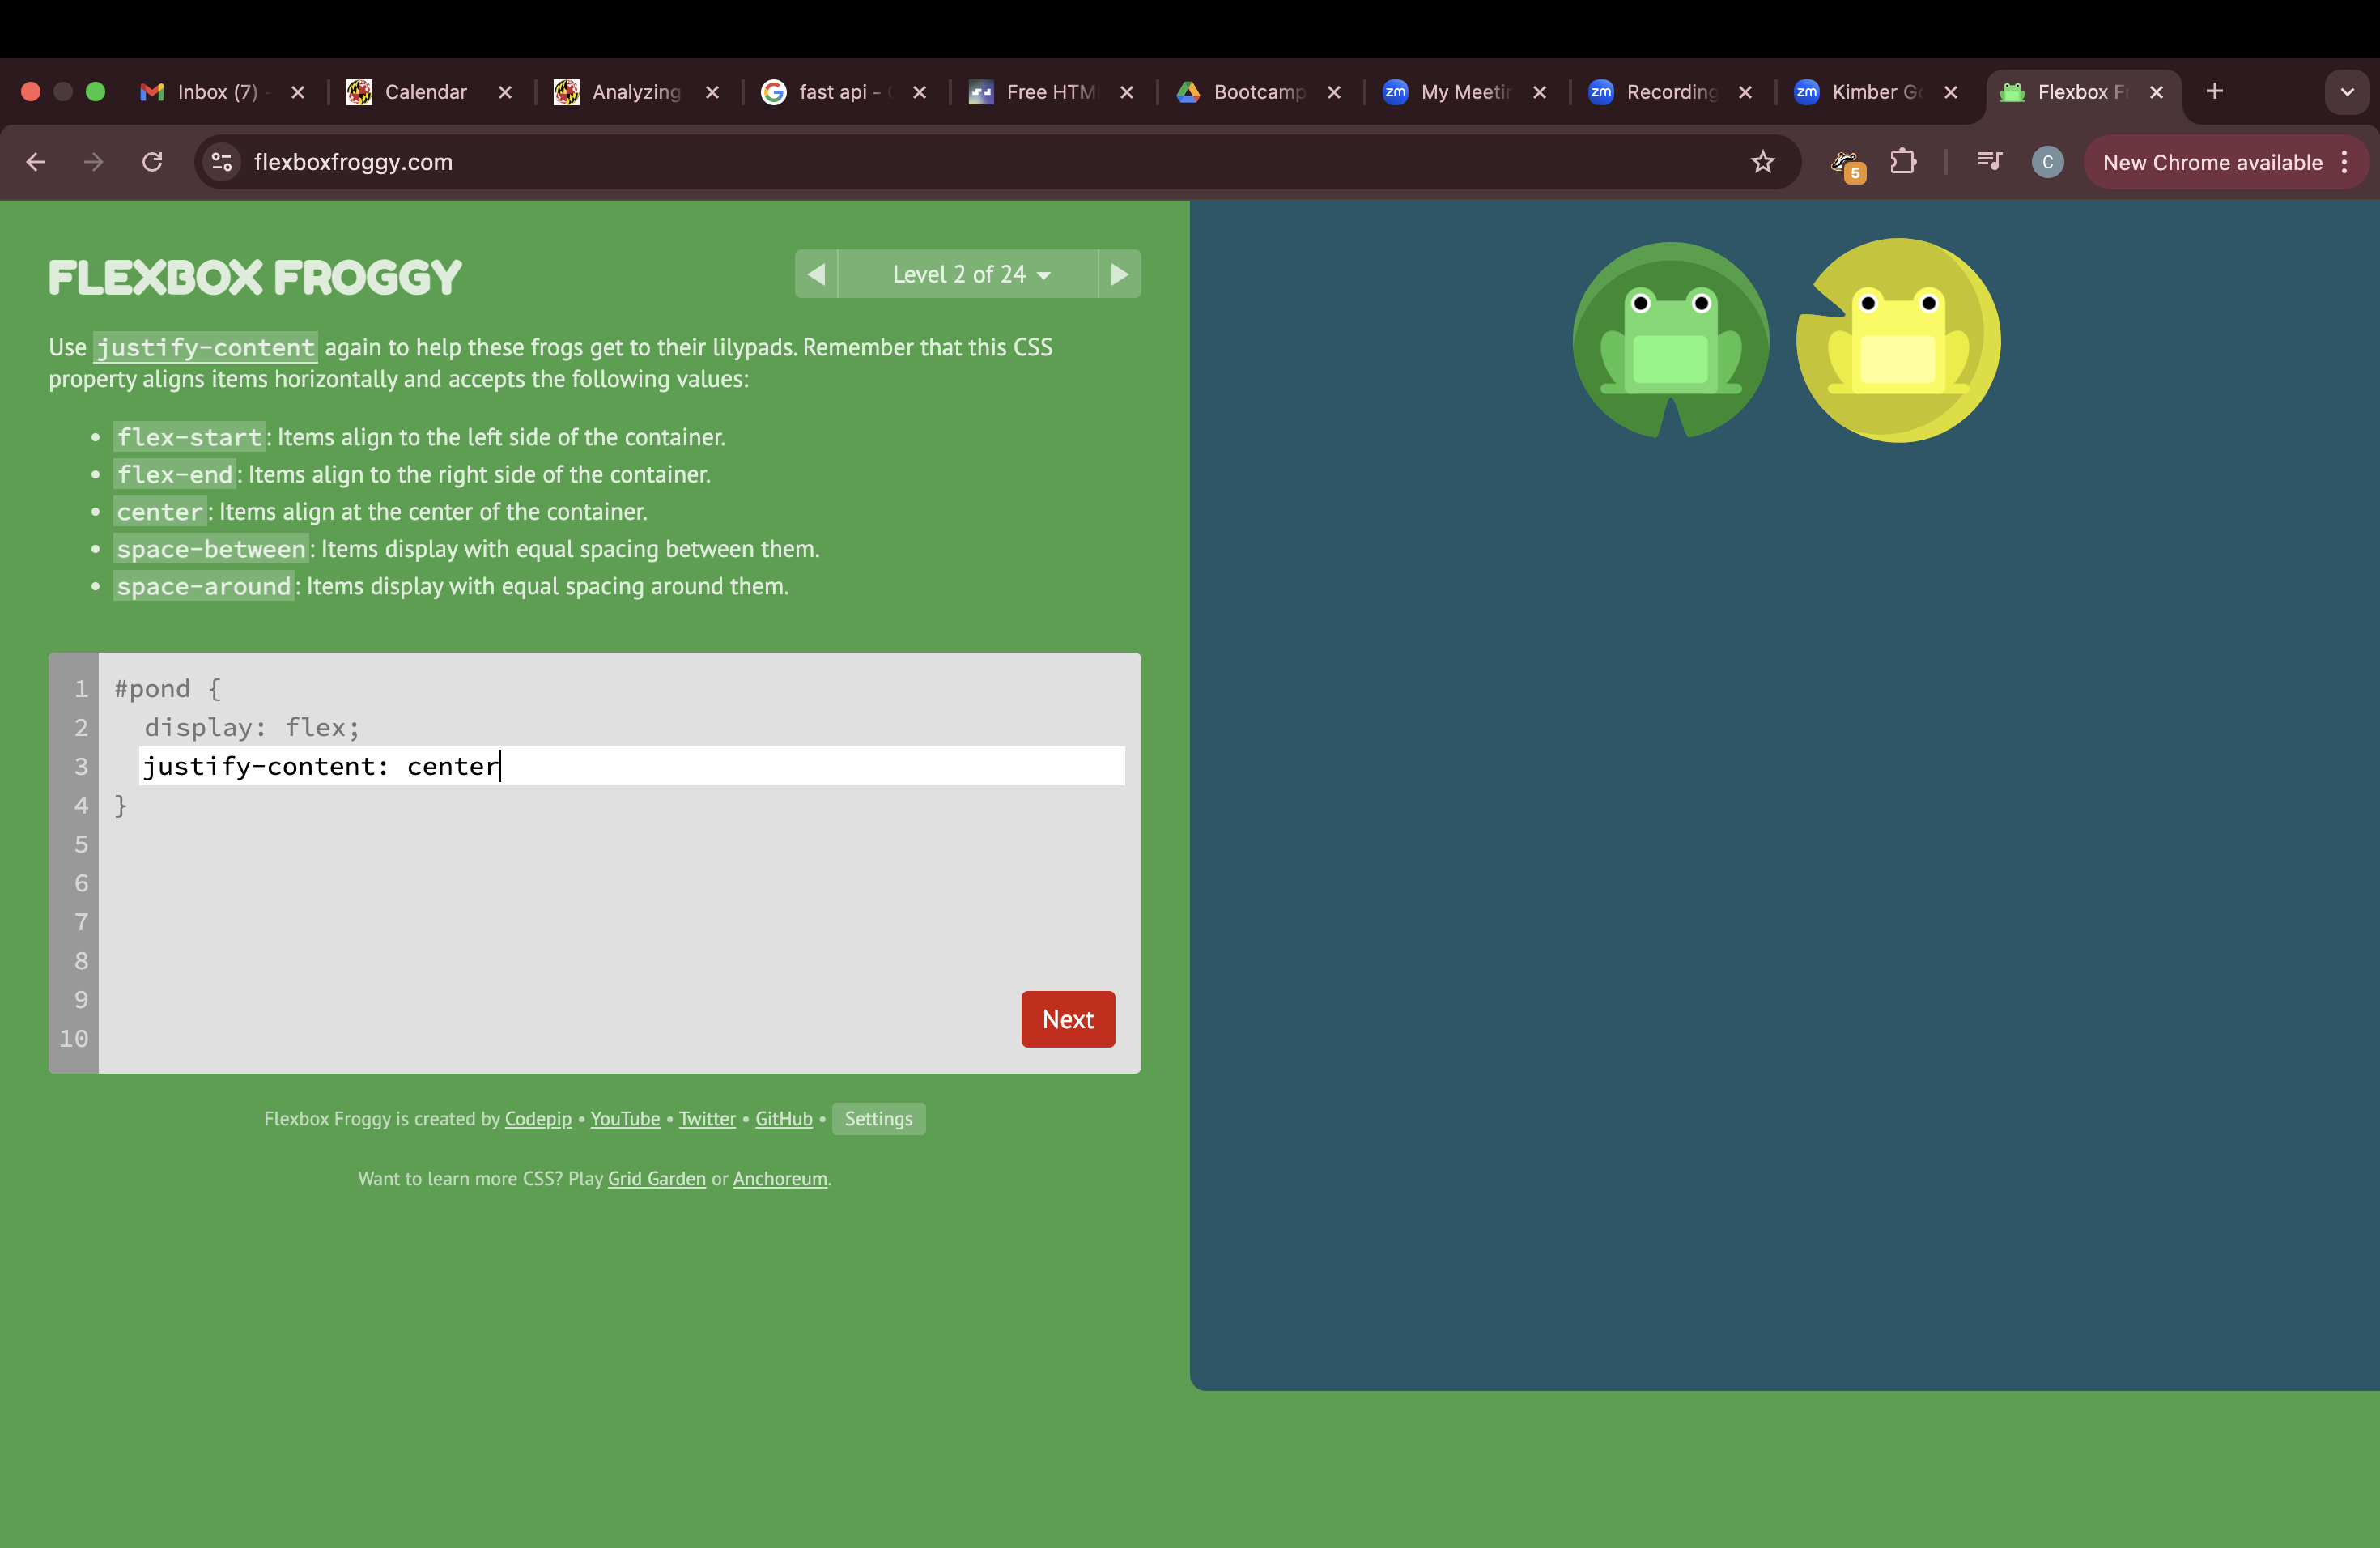 Inbox (7) -
Calendar
Analyzing
fast api -
Free HTM
Bootcamp
zm My Meetin
zm Recording
zm Kimber Go
Flexbox Fr
flexboxfroggy.com
5
C
New Chrome available
FLEXBOX FROGGY
Level 2 of 24
Use justify-content again to help these frogs get to their lilypads. Remember that this CSS
property aligns items horizontally and accepts the following values:
• flex-start: Items align to the left side of the container.
• flex-end: Items align to the right side of the container.
• center: Items align at the center of the container.
• space-between: Items display with equal spacing between them.
• space-around: Items display with equal spacing around them.
1 #pond {
2 display: flex;
3 justify-content: center
4 }
5
6
7
8
9
10
Next
Flexbox Froggy is created by Codepip • YouTube • Twitter • GitHub • Settings
Want to learn more CSS? Play Grid Garden or Anchoreum.